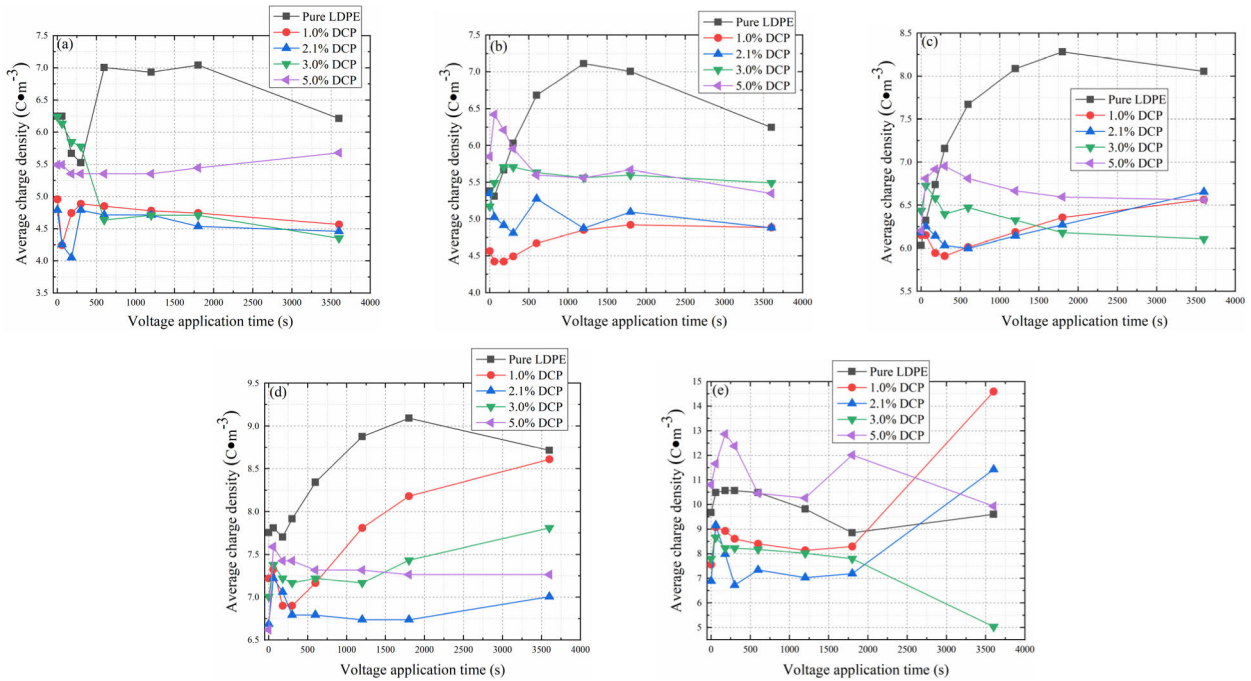 Pure LDPE
1.0% DCP
2.1% DCP
3.0% DCP
5.0% DCP
(a)
Average charge density (C•m⁻³)
7.5
7.0
6.5
6.0
5.5
5.0
4.5
4.0
3.5
0 500 1000 1500 2000 2500 3000 3500 4000
Voltage application time (s)
Pure LDPE
1.0% DCP
2.1% DCP
3.0% DCP
5.0% DCP
(b)
Average charge density (C•m⁻³)
7.5
7.0
6.5
6.0
5.5
5.0
4.5
4.0
0 500 1000 1500 2000 2500 3000 3500 4000
Voltage application time (s)
(c)
Pure LDPE
1.0% DCP
2.1% DCP
3.0% DCP
5.0% DCP
Average charge density (C•m⁻³)
8.5
8.0
7.5
7.0
6.5
6.0
5.5
0 500 1000 1500 2000 2500 3000 3500 4000
Voltage application time (s)
Pure LDPE
1.0% DCP
2.1% DCP
3.0% DCP
5.0% DCP
(d)
Average charge density (C•m⁻³)
9.5
9.0
8.5
8.0
7.5
7.0
6.5
0 500 1000 1500 2000 2500 3000 3500 4000
Voltage application time (s)
Pure LDPE
1.0% DCP
2.1% DCP
3.0% DCP
5.0% DCP
(e)
Average charge density (C•m⁻³)
15
14
13
12
11
10
9
8
7
6
5
0 500 1000 1500 2000 2500 3000 3500 4000
Voltage application time (s)